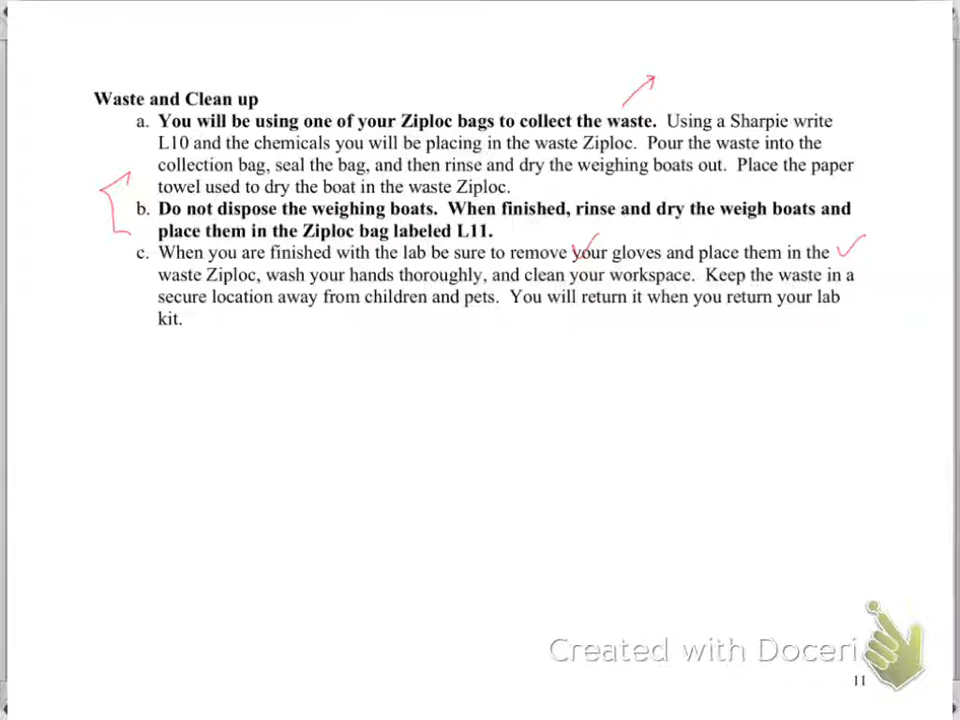 Waste and Clean up
a. You will be using one of your Ziploc bags to collect the waste. Using a Sharpie write
L10 and the chemicals you will be placing in the waste Ziploc. Pour the waste into the
collection bag, seal the bag, and then rinse and dry the weighing boats out. Place the paper
towel used to dry the boat in the waste Ziploc.
b. Do not dispose the weighing boats. When finished, rinse and dry the weigh boats and
place them in the Ziploc bag labeled L11.
c. When you are finished with the lab be sure to remove your gloves and place them in the
waste Ziploc, wash your hands thoroughly, and clean your workspace. Keep the waste in a
secure location away from children and pets. You will return it when you return your lab
kit.
Created with Doceri
11